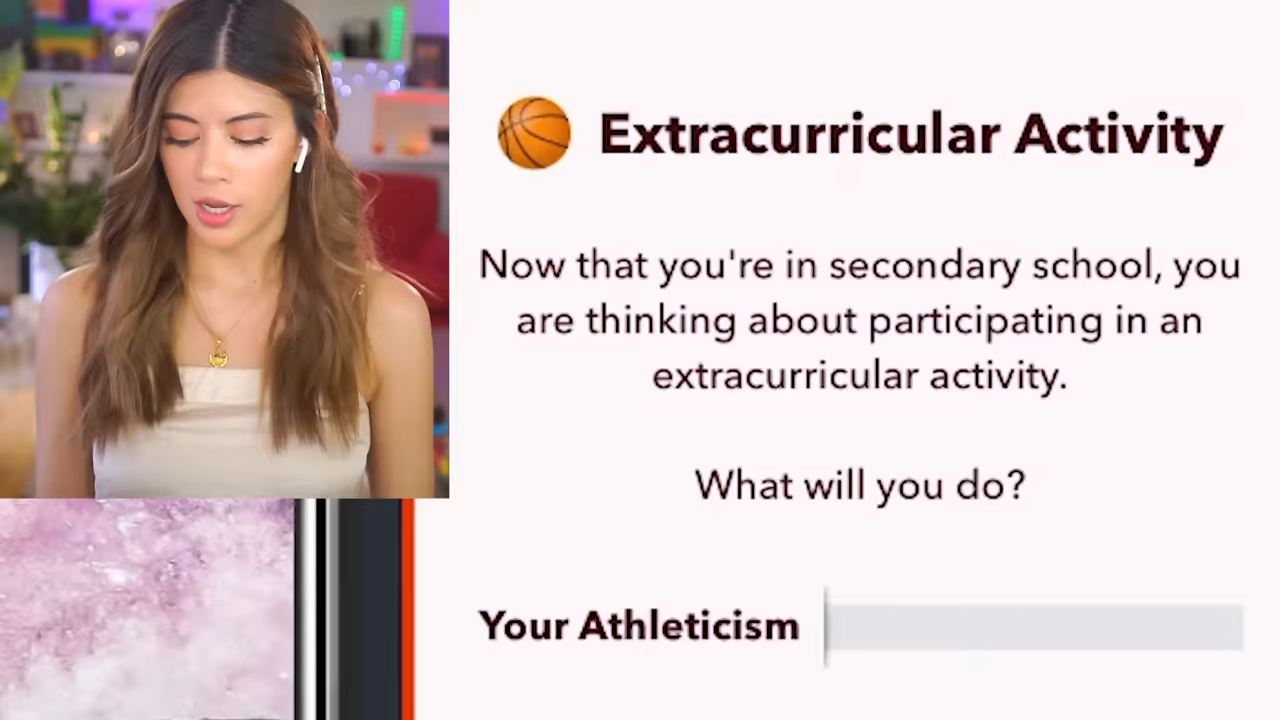 Extracurricular Activity
Now that you're in secondary school, you
are thinking about participating in an
extracurricular activity.
What will you do?
Your Athleticism